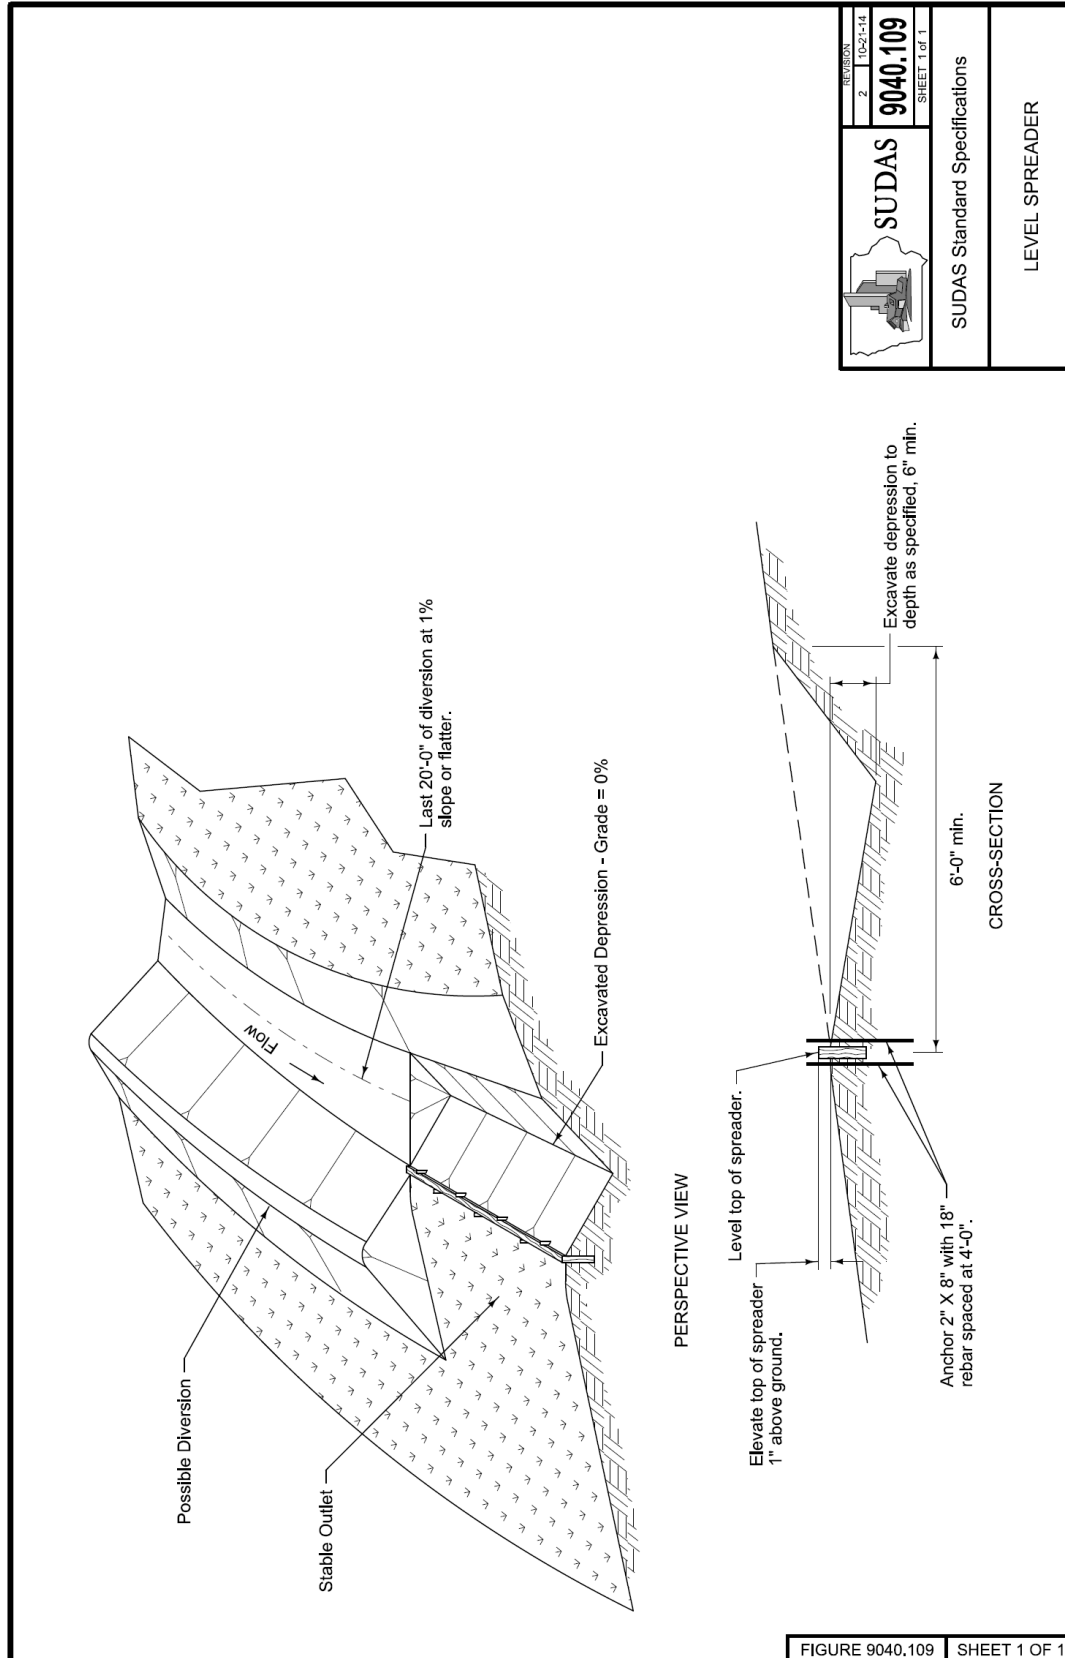 Possible Diversion
Stable Outlet
Flow
Last 20'-0" of diversion at 1%
slope or flatter.
Excavated Depression - Grade = 0%
PERSPECTIVE VIEW
Elevate top of spreader
1" above ground.
Level top of spreader.
Anchor 2" X 8" with 18"
rebar spaced at 4'-0".
6'-0" min.
Excavate depression to
depth as specified, 6" min.
CROSS-SECTION
SUDAS
REVISION
2 10-21-14
9040.109
SHEET 1 of 1
SUDAS Standard Specifications
LEVEL SPREADER
FIGURE 9040.109 SHEET 1 OF 1